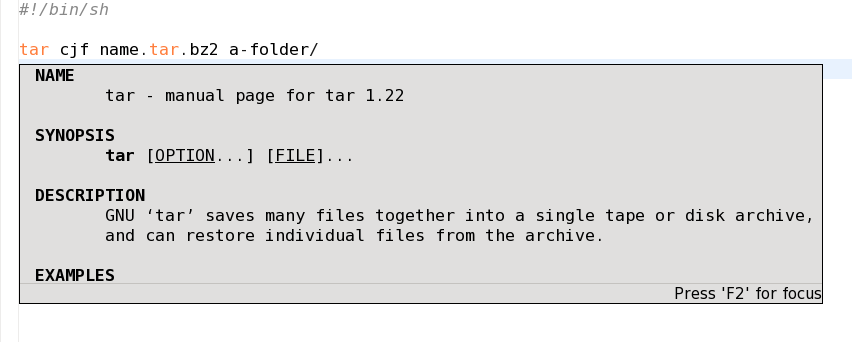 #!/bin/sh
tar cjf name.tar.bz2 a-folder/
NAME
tar - manual page for tar 1.22
SYNOPSIS
tar [OPTION...] [FILE]...
DESCRIPTION
GNU ‘tar’ saves many files together into a single tape or disk archive,
and can restore individual files from the archive.
EXAMPLES
Press 'F2' for focus